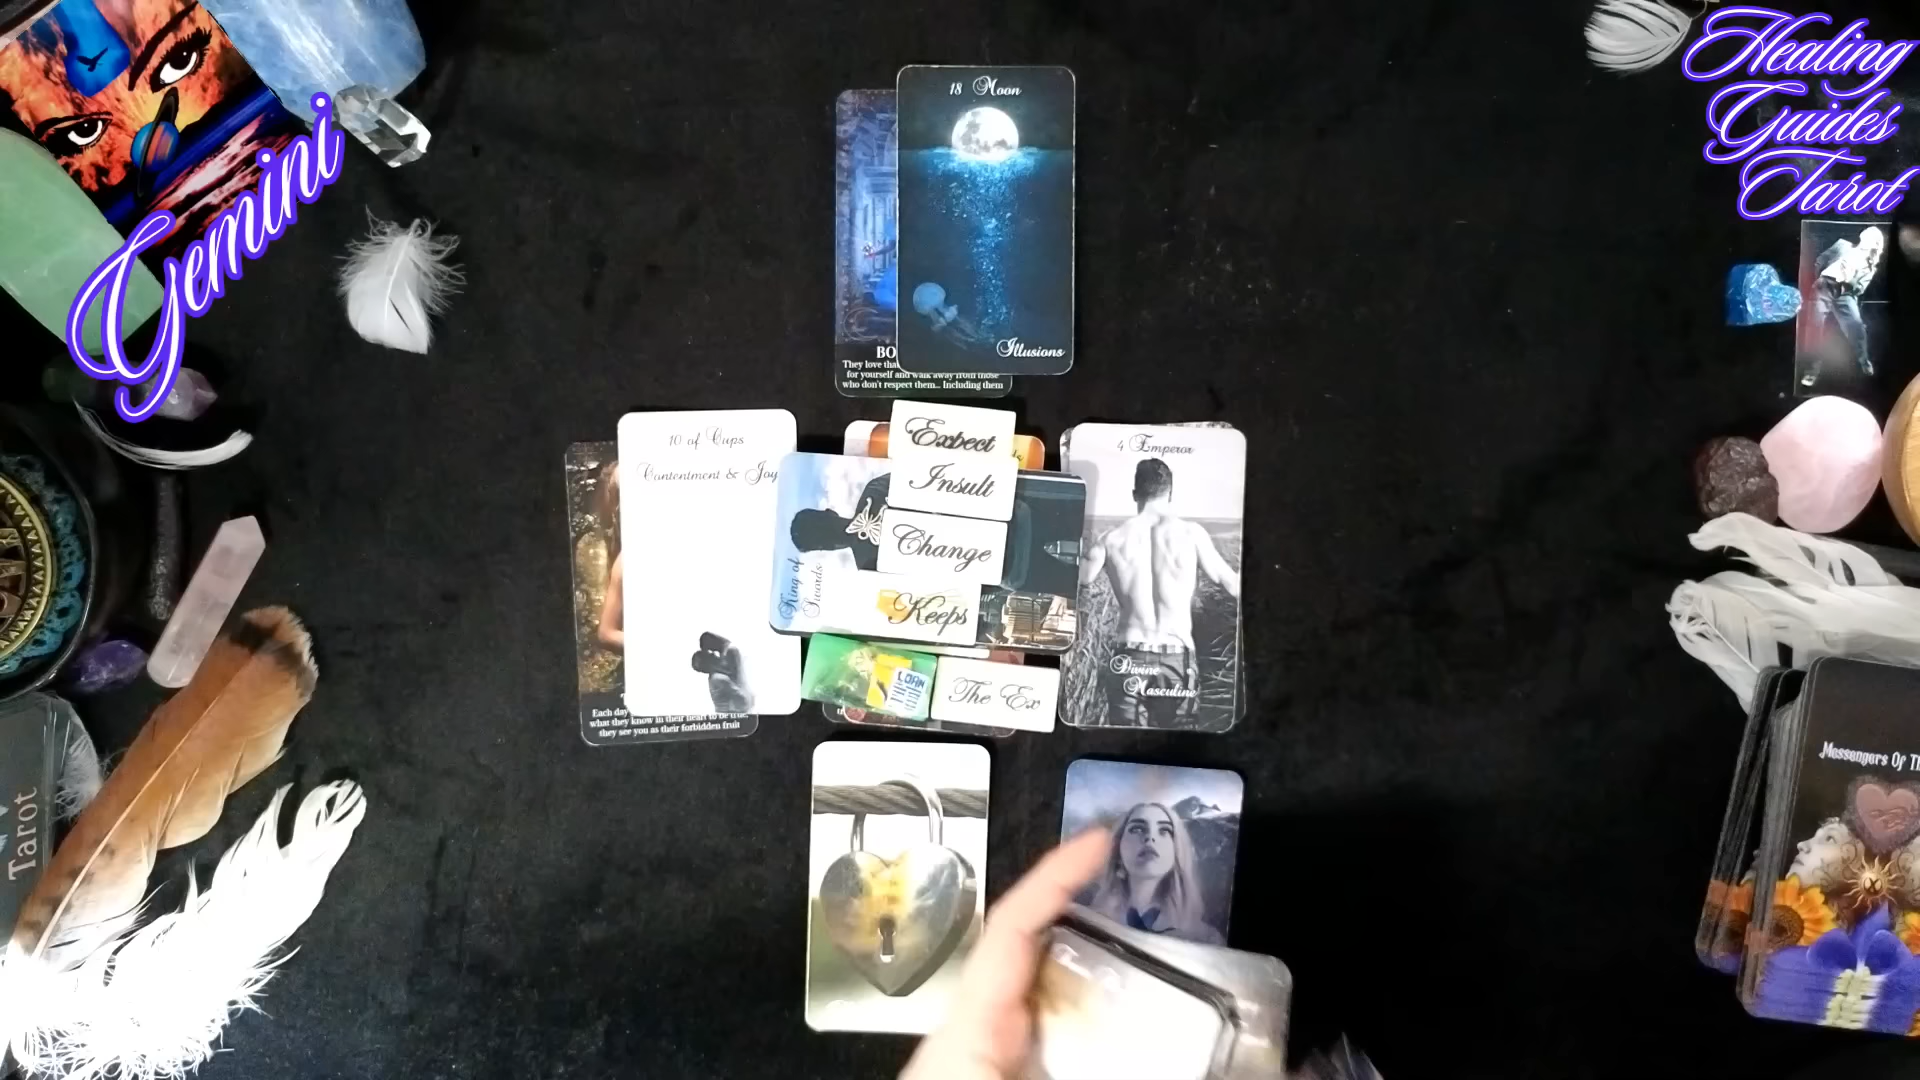 Gemini
Healing
Guides
Tarot
18 Moon
Illusions
BO
They love tha
for yourself and walk away from those
who don't respect them... Including them
10 of Cups
Contentment & Joy
Each day
what they know in their heart to be true,
they see you as their forbidden fruit
Expect
Insult
Change
Keeps
King of
Swords
LOAN
The Ex
4 Emperor
Divine
Masculine
Tarot
Messengers Of Th